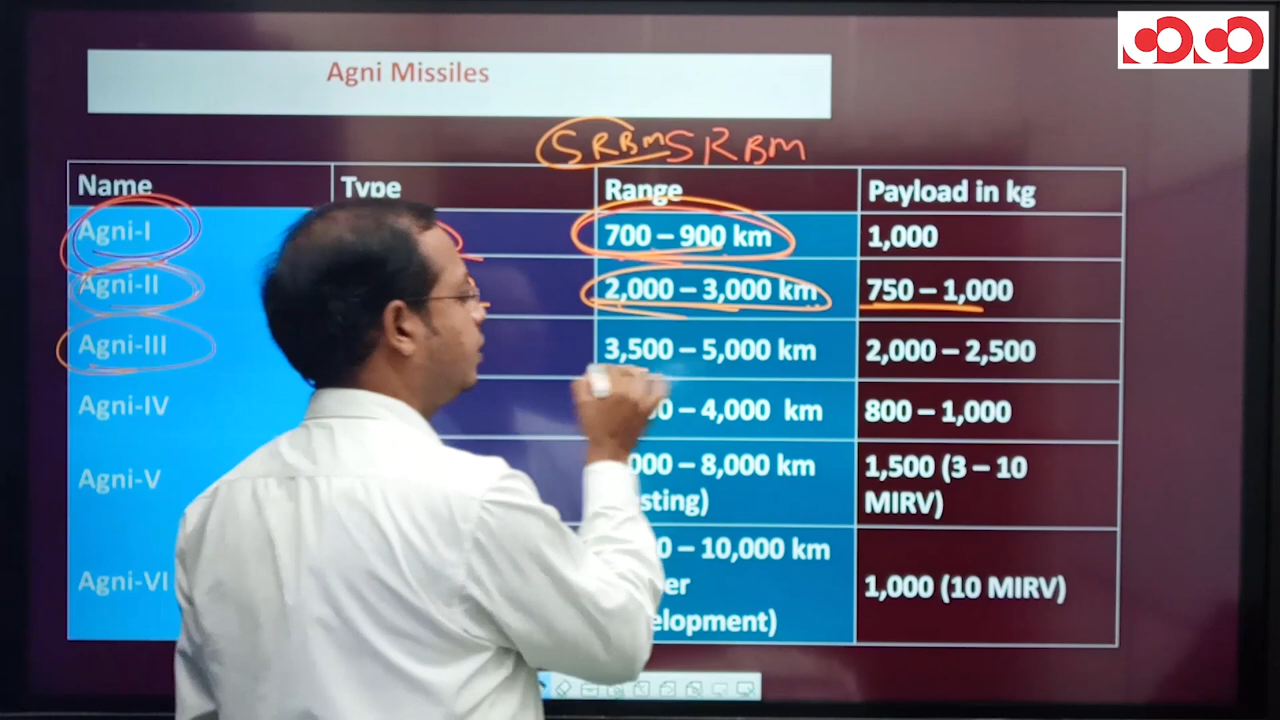 Agni Missiles
SRBM SRBM
Name Type Range Payload in kg
Agni-I 700 – 900 km 1,000
Agni-II 2,000 – 3,000 km 750 – 1,000
Agni-III 3,500 – 5,000 km 2,000 – 2,500
Agni-IV – 4,000 km 800 – 1,000
Agni-V – 8,000 km 1,500 (3 – 10
MIRV)
Agni-VI – 10,000 km 1,000 (10 MIRV)